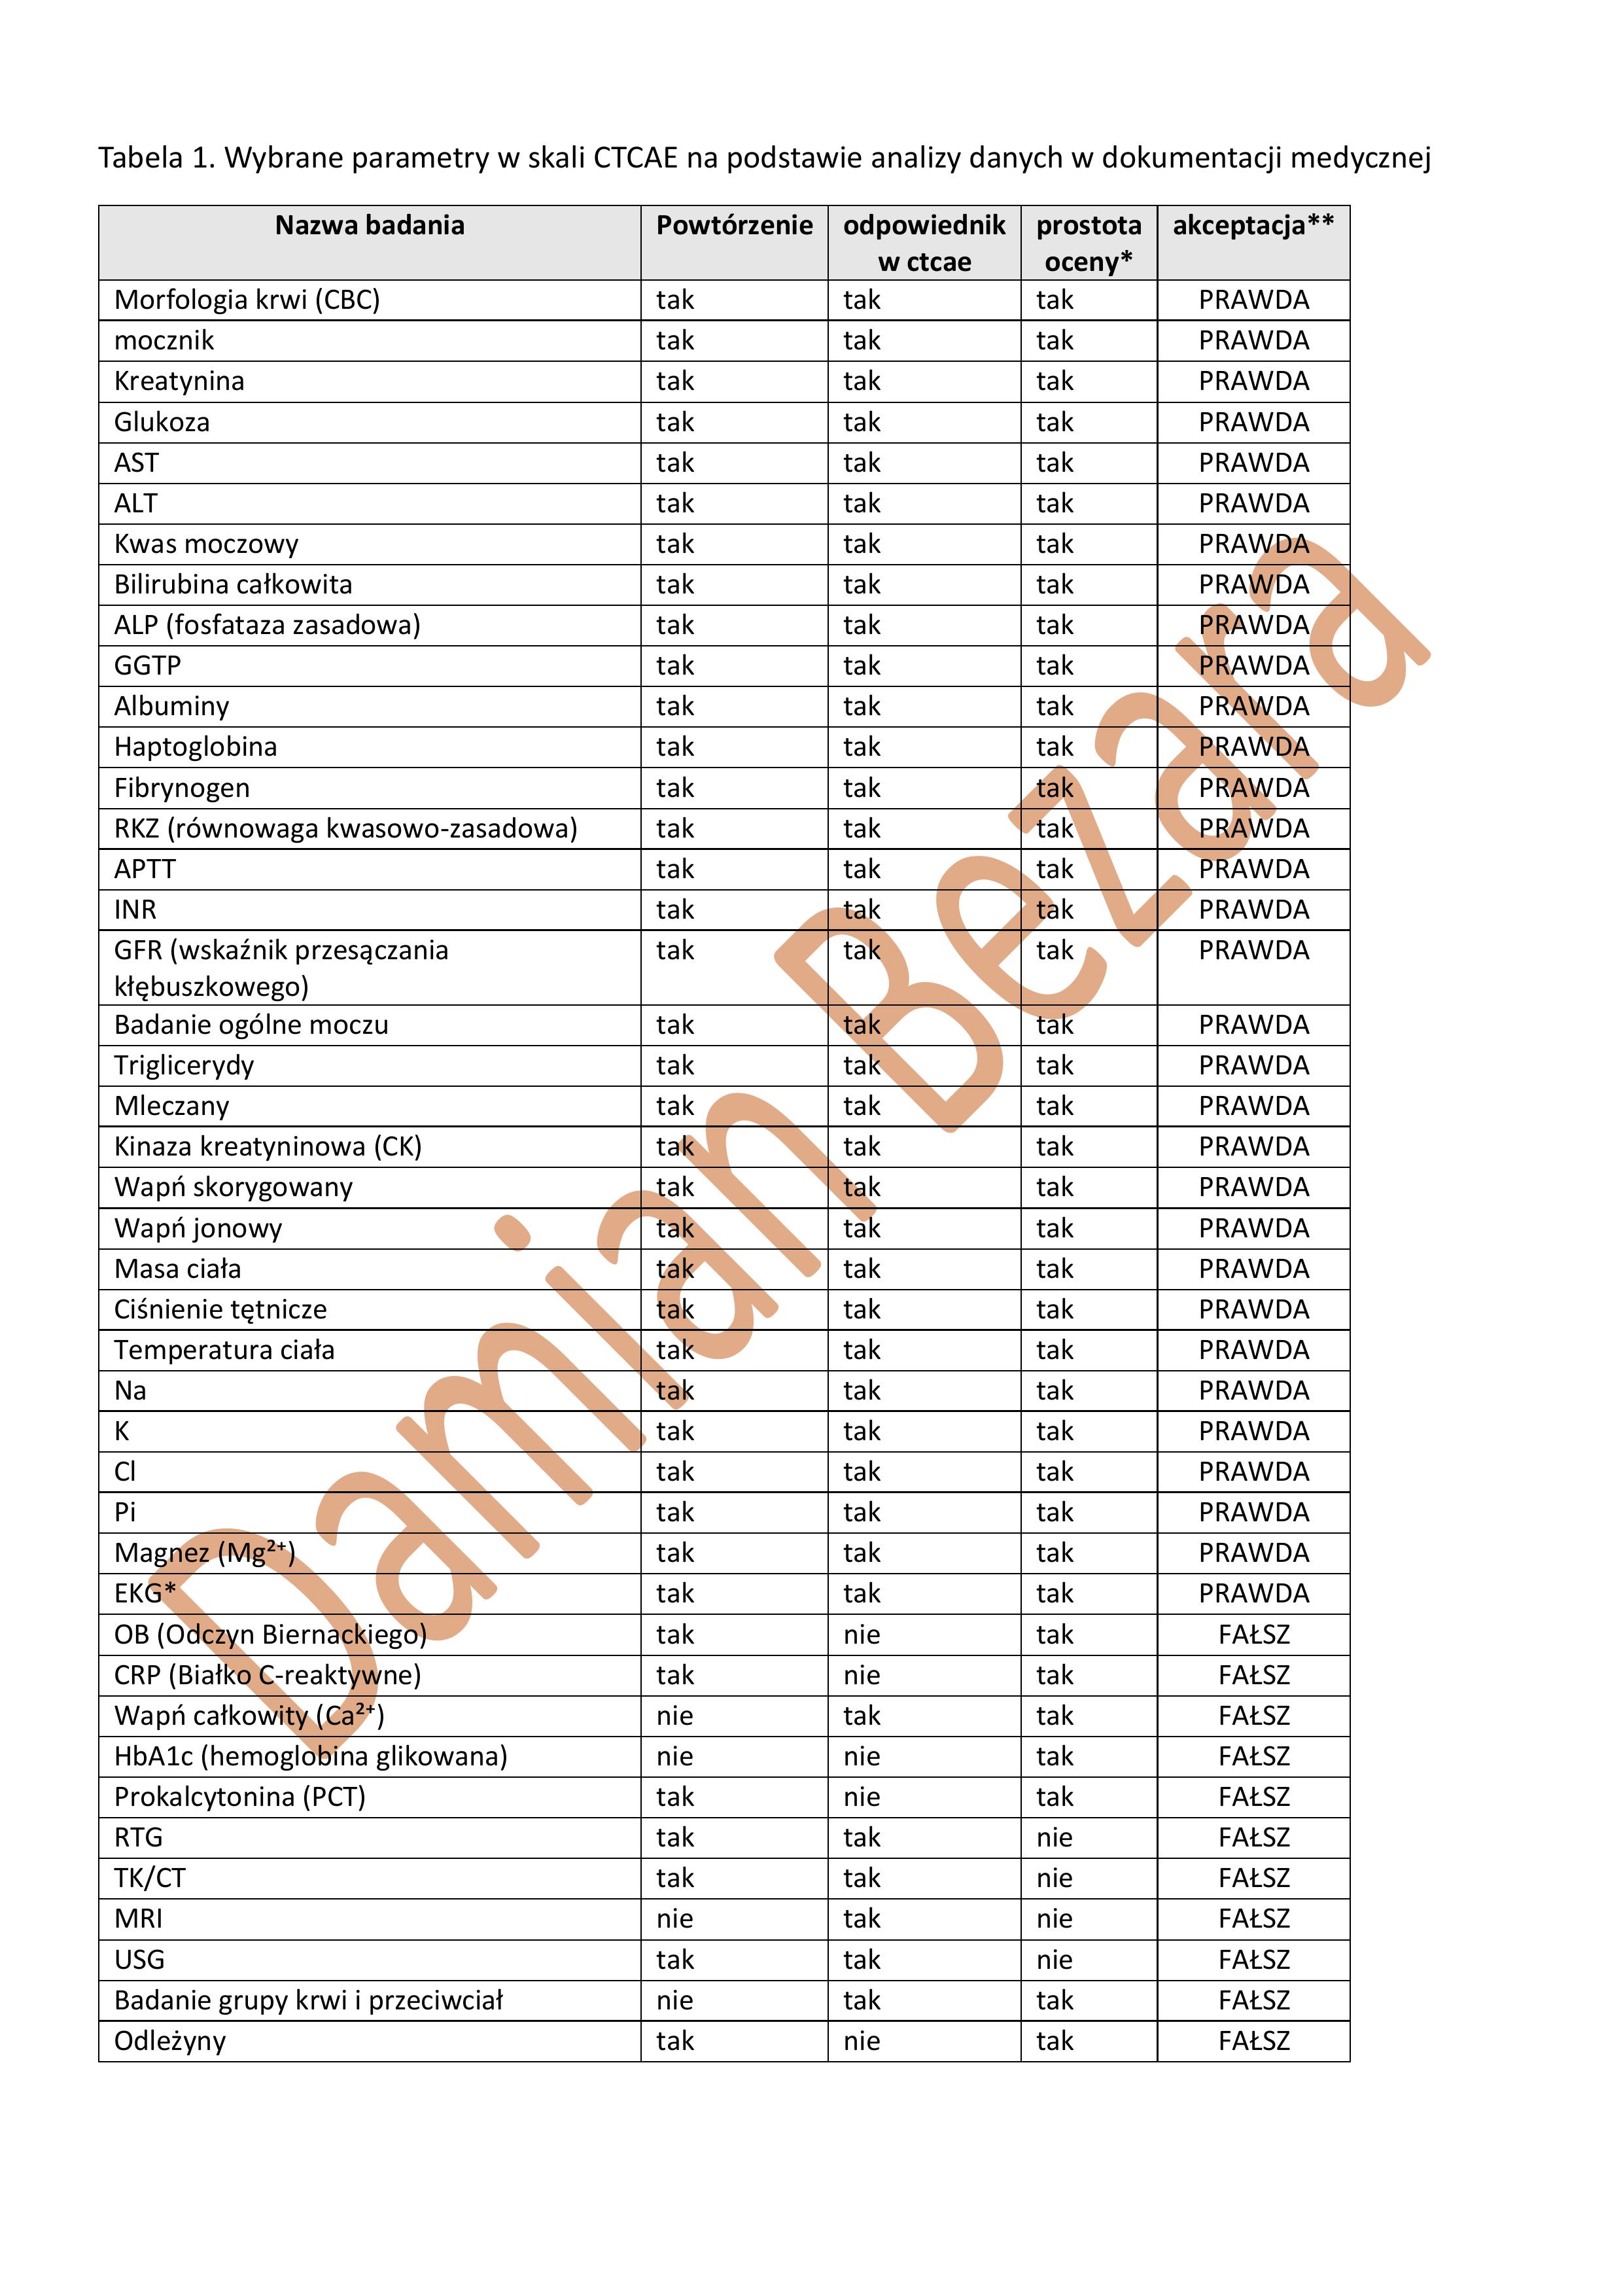 Tabela 1. Wybrane parametry w skali CTCAE na podstawie analizy danych w dokumentacji medycznej
Nazwa badania Powtórzenie odpowiednik w ctcae prostota oceny* akceptacja**
Morfologia krwi (CBC) tak tak tak PRAWDA
mocznik tak tak tak PRAWDA
Kreatynina tak tak tak PRAWDA
Glukoza tak tak tak PRAWDA
AST tak tak tak PRAWDA
ALT tak tak tak PRAWDA
Kwas moczowy tak tak tak PRAWDA
Bilirubina całkowita tak tak tak PRAWDA
ALP (fosfataza zasadowa) tak tak tak PRAWDA
GGTP tak tak tak PRAWDA
Albuminy tak tak tak PRAWDA
Haptoglobina tak tak tak PRAWDA
Fibrynogen tak tak tak PRAWDA
RKZ (równowaga kwasowo-zasadowa) tak tak tak PRAWDA
APTT tak tak tak PRAWDA
INR tak tak tak PRAWDA
GFR (wskaźnik przesączania kłębuszkowego) tak tak tak PRAWDA
Badanie ogólne moczu tak tak tak PRAWDA
Triglicerydy tak tak tak PRAWDA
Mleczany tak tak tak PRAWDA
Kinaza kreatyninowa (CK) tak tak tak PRAWDA
Wapń skorygowany tak tak tak PRAWDA
Wapń jonowy tak tak tak PRAWDA
Masa ciała tak tak tak PRAWDA
Ciśnienie tętnicze tak tak tak PRAWDA
Temperatura ciała tak tak tak PRAWDA
Na tak tak tak PRAWDA
K tak tak tak PRAWDA
Cl tak tak tak PRAWDA
Pi tak tak tak PRAWDA
Magnez (Mg²⁺) tak tak tak PRAWDA
EKG* tak tak tak PRAWDA
OB (Odczyn Biernackiego) tak nie tak FAŁSZ
CRP (Białko C-reaktywne) tak nie tak FAŁSZ
Wapń całkowity (Ca²⁺) nie tak tak FAŁSZ
HbA1c (hemoglobina glikowana) nie nie tak FAŁSZ
Prokalcytonina (PCT) tak nie tak FAŁSZ
RTG tak tak nie FAŁSZ
TK/CT tak tak nie FAŁSZ
MRI nie tak nie FAŁSZ
USG tak tak nie FAŁSZ
Badanie grupy krwi i przeciwciał nie tak tak FAŁSZ
Odleżyny tak nie tak FAŁSZ
Damian Bezara